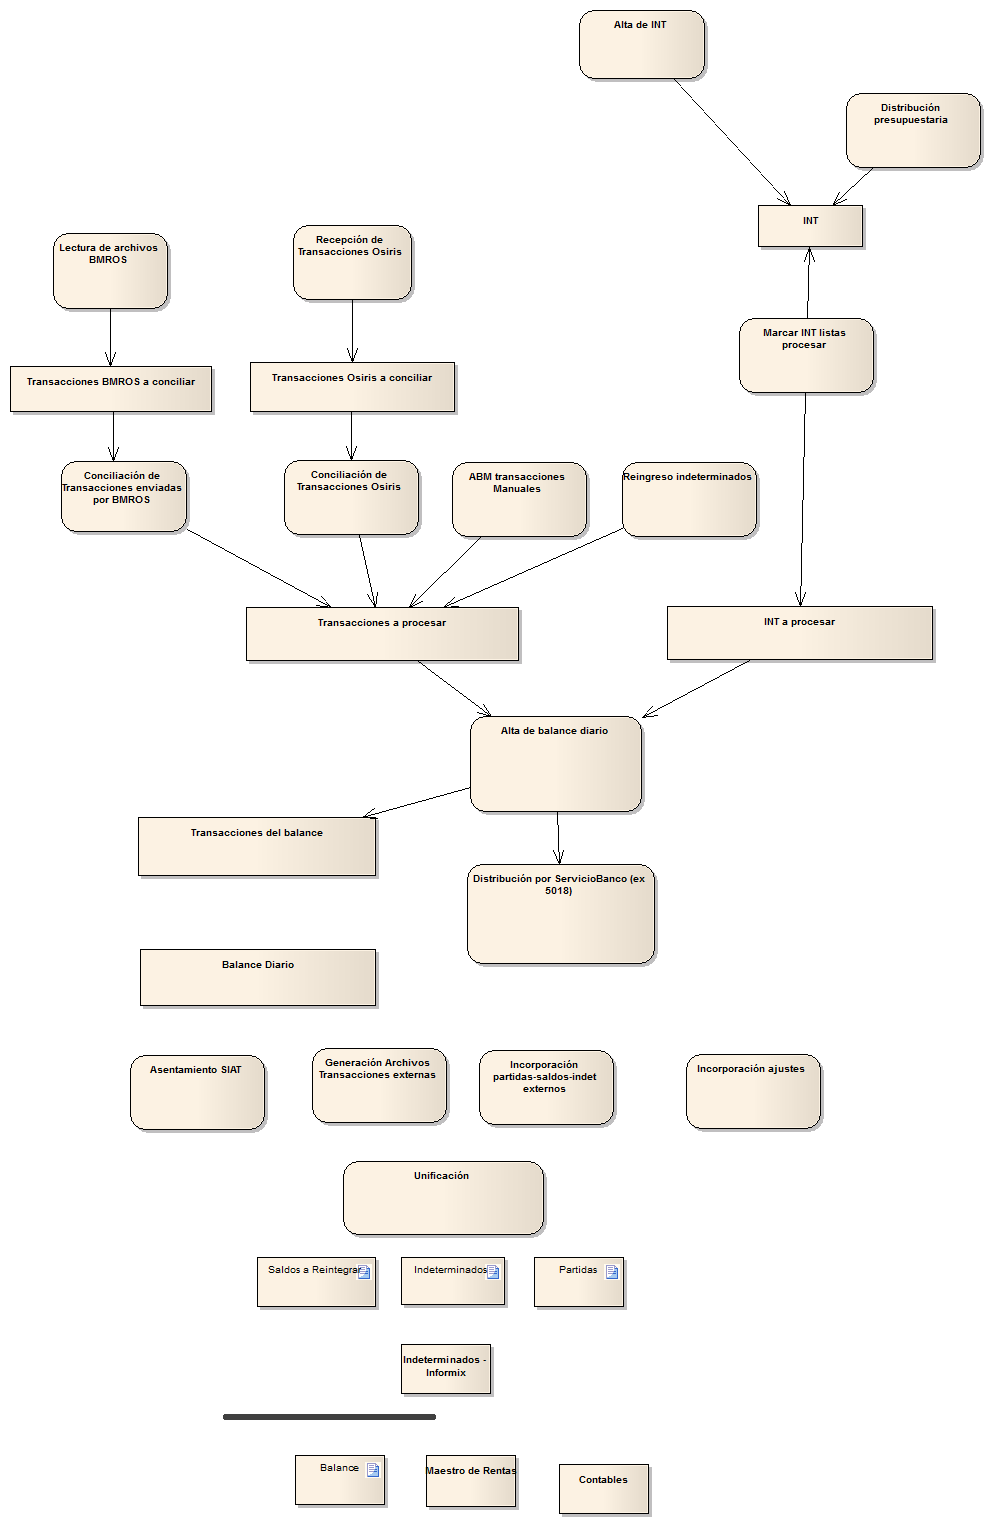 Alta de INT
Distribución
presupuestaria
INT
Lectura de archivos
BMROS
Recepción de
Transacciones Osiris
Marcar INT listas
procesar
Transacciones BMROS a conciliar
Transacciones Osiris a conciliar
Conciliación de
Transacciones enviadas
por BMROS
Conciliación de
Transacciones Osiris
ABM transacciones
Manuales
Reingreso indeterminados
Transacciones a procesar
INT a procesar
Alta de balance diario
Transacciones del balance
Distribución por ServicioBanco (ex
5018)
Balance Diario
Asentamiento SIAT
Generación Archivos
Transacciones externas
Incorporación
partidas-saldos-indet
externos
Incorporación ajustes
Unificación
Saldos a Reintegrar
Indeterminados
Partidas
Indeterminados -
Informix
Balance
Maestro de Rentas
Contables